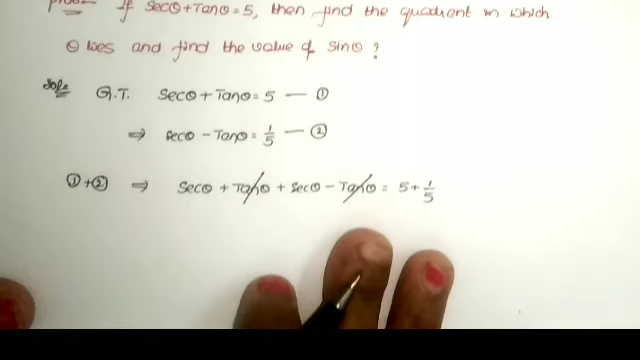 prob:- If Secθ+Tanθ=5, then find the quadrant in which
θ lies and find the value of sinθ?
Sol:- G.T. Secθ+Tanθ=5 — ①
⇒ secθ-Tanθ=1/5 — ②
①+② ⇒ secθ+Tanθ+secθ-Tanθ=5+1/5